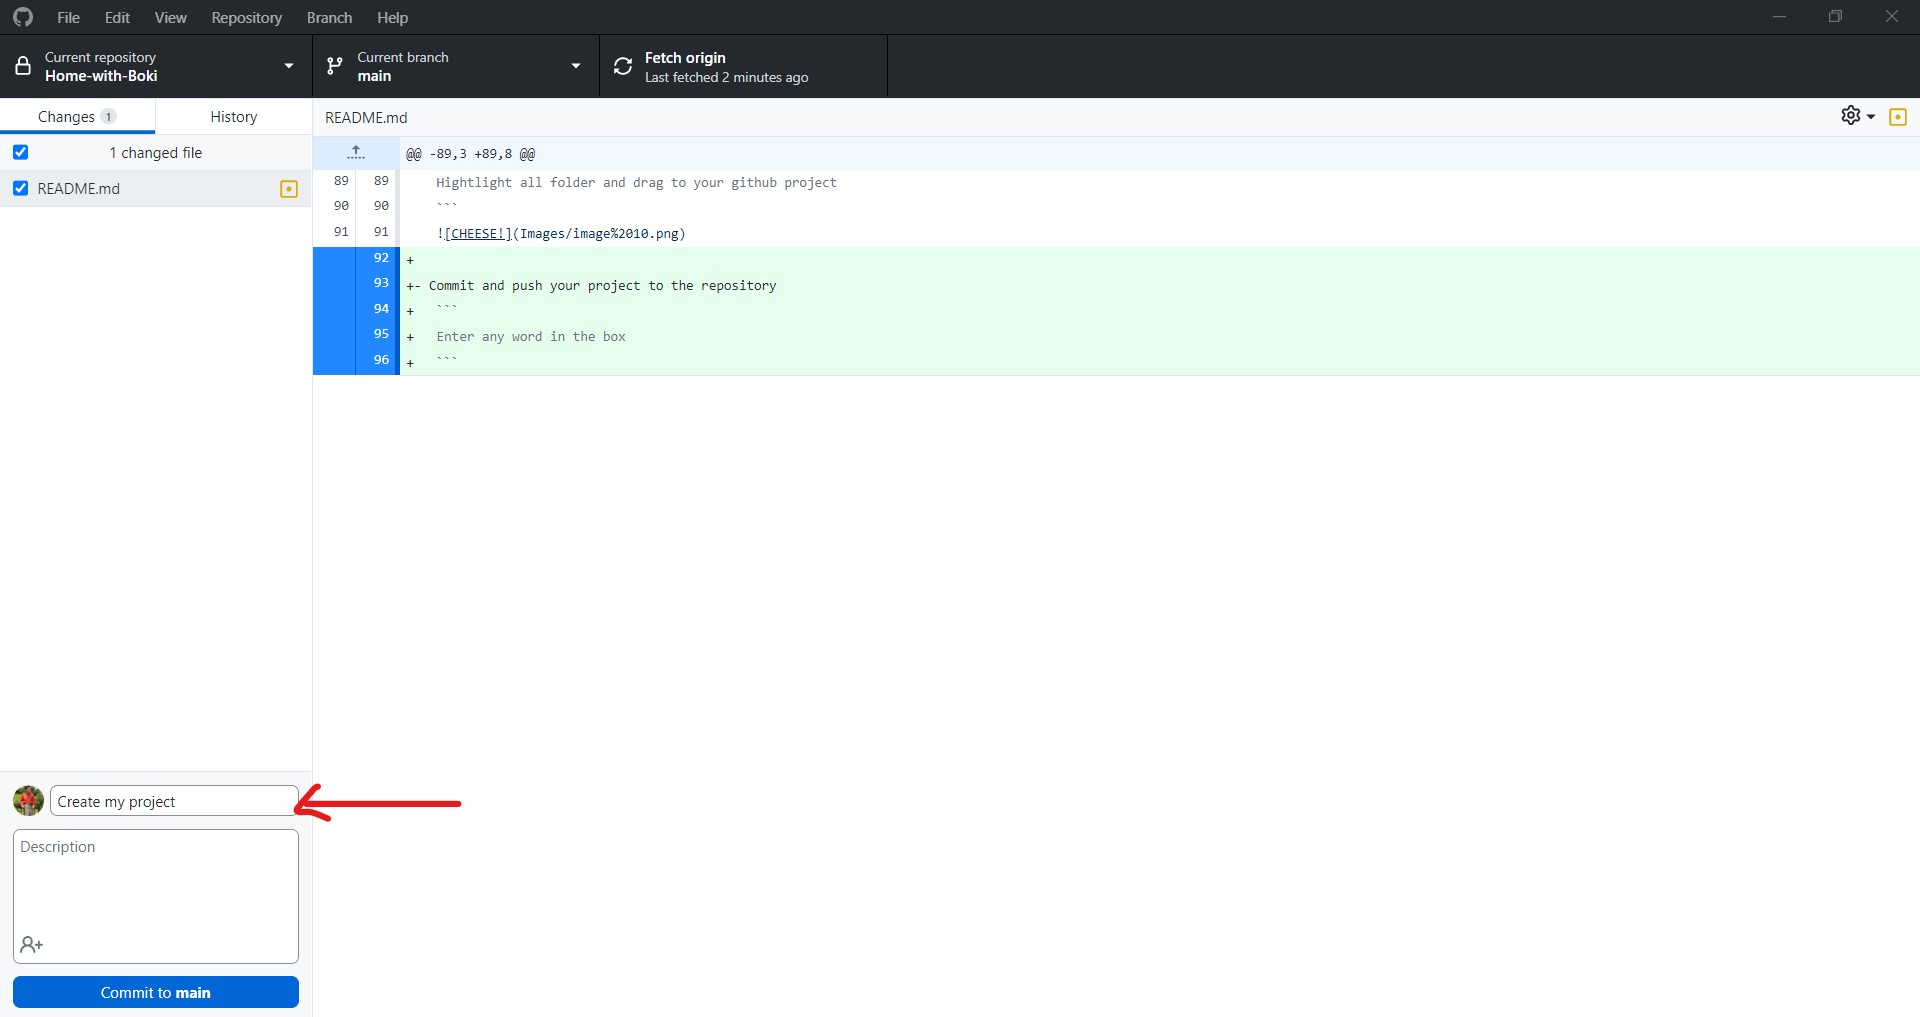 File Edit View Repository Branch Help
Current repository
Home-with-Boki
Current branch
main
Fetch origin
Last fetched 2 minutes ago
Changes 1
History
README.md
1 changed file
README.md
@@ -89,3 +89,8 @@
89 89 Hightlight all folder and drag to your github project
90 90 ```
91 91 ![CHEESE!](Images/image%2010.png)
92 +
93 +- Commit and push your project to the repository
94 + ```
95 + Enter any word in the box
96 + ```
Create my project
Description
Commit to main